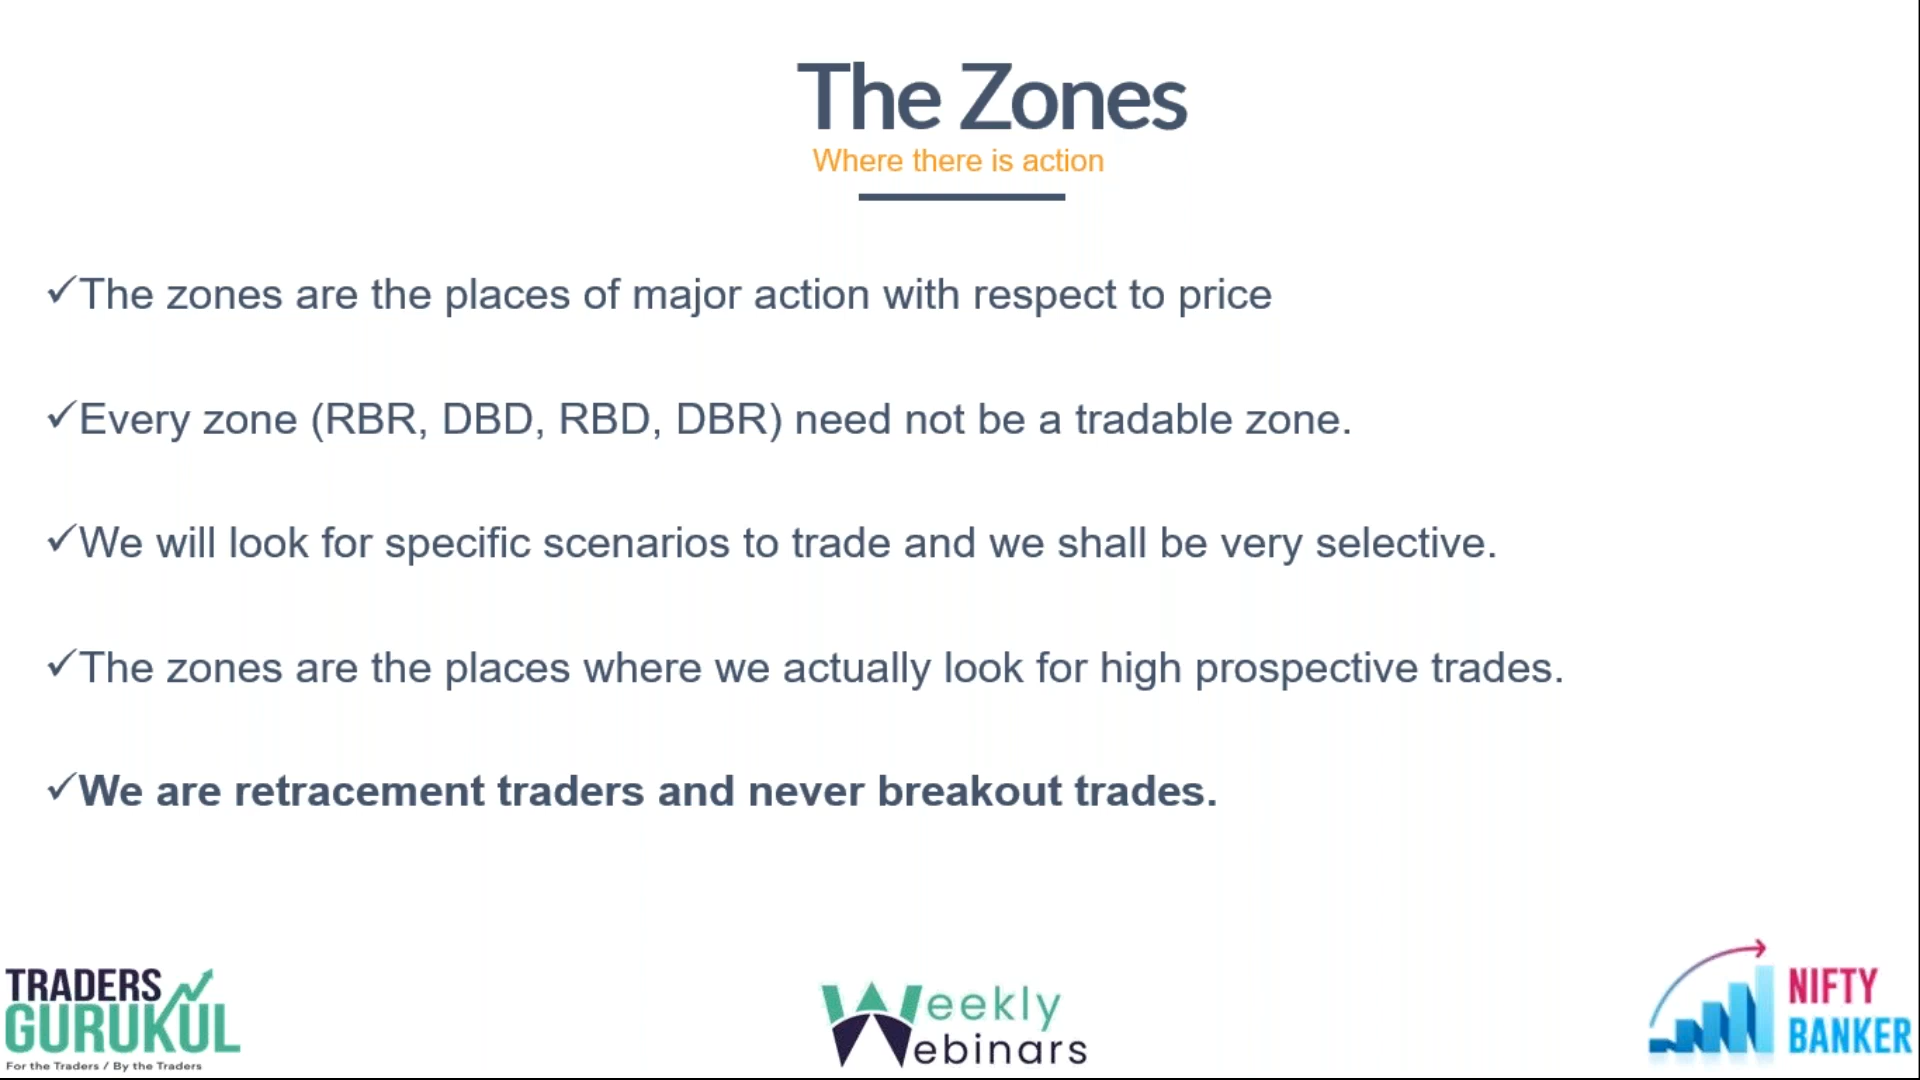 The Zones
Where there is action
✓The zones are the places of major action with respect to price
✓Every zone (RBR, DBD, RBD, DBR) need not be a tradable zone.
✓We will look for specific scenarios to trade and we shall be very selective.
✓The zones are the places where we actually look for high prospective trades.
✓We are retracement traders and never breakout trades.
TRADERS
GURUKUL
For the Traders / By the Traders
Weekly
Webinars
NIFTY
BANKER